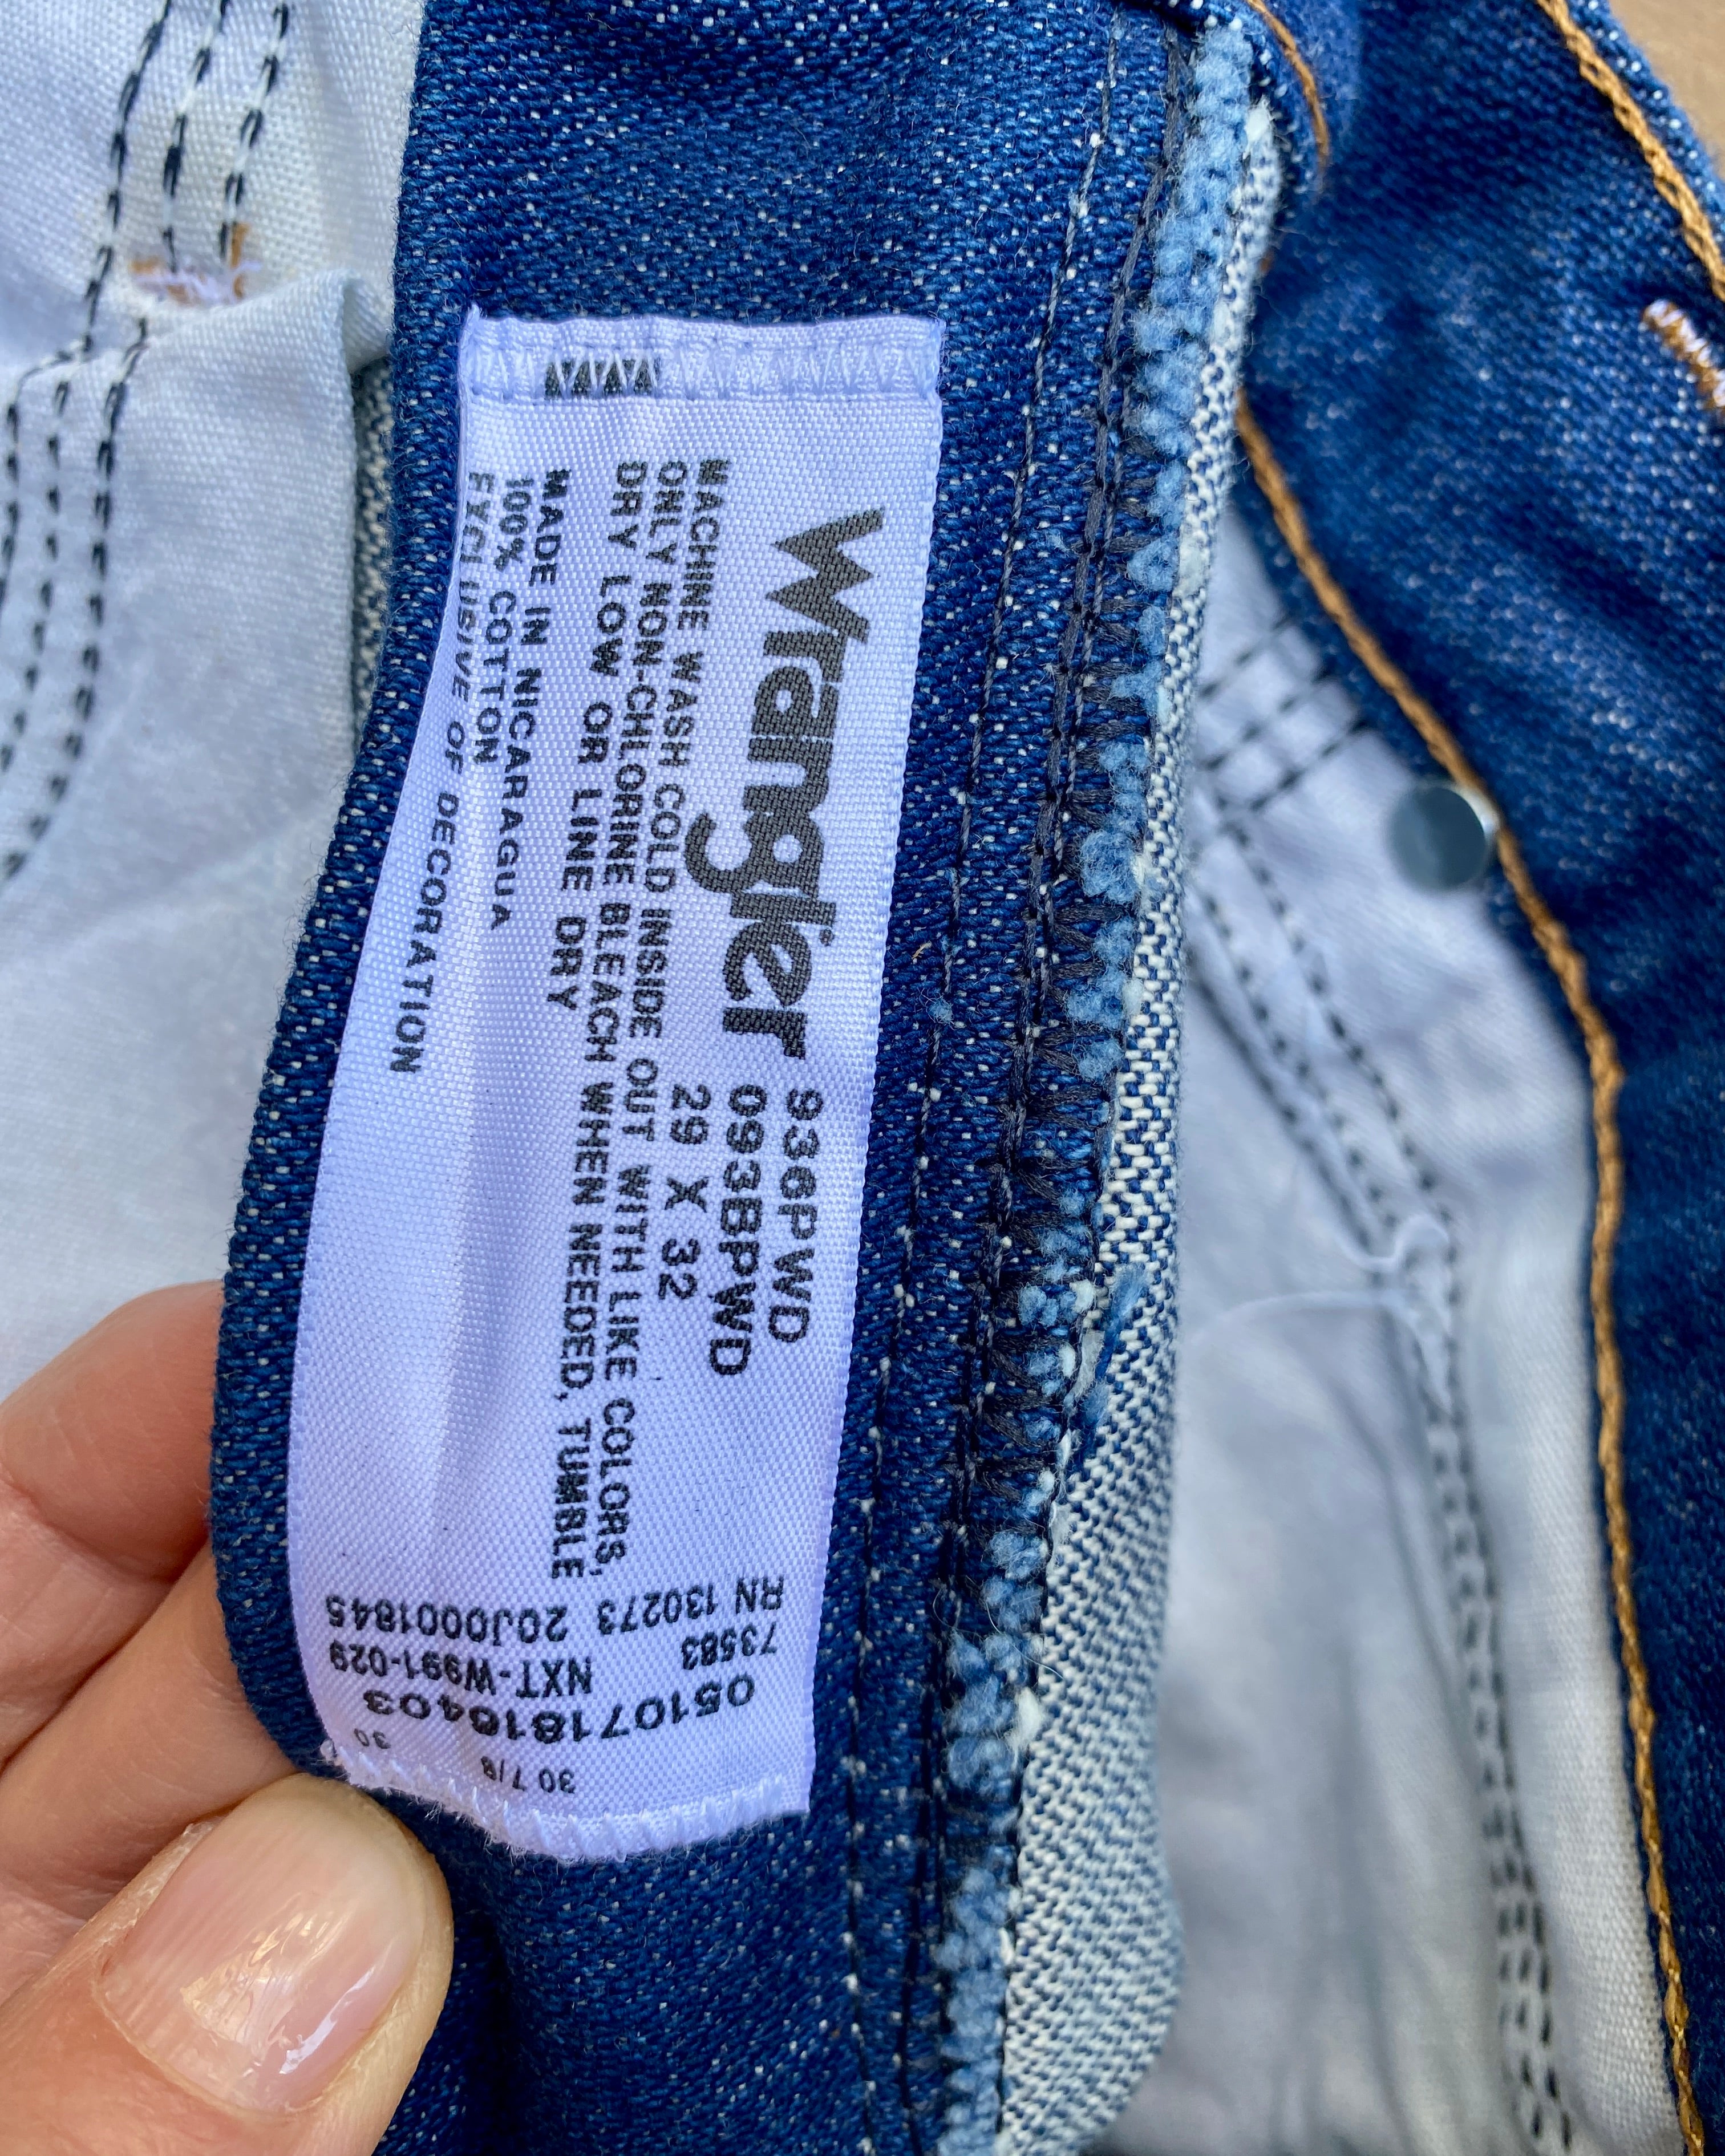 Wrangler
936PWD
093BPWD
29 X 32
MACHINE WASH COLD INSIDE OUT WITH LIKE COLORS,
ONLY NON-CHLORINE BLEACH WHEN NEEDED, TUMBLE
DRY LOW OR LINE DRY
MADE IN NICARAGUA
100% COTTON
EXCLUSIVE OF DECORATION
RN 130273 20J0001845
73583 NXT-W991-029
051071816403
30 7/8 30